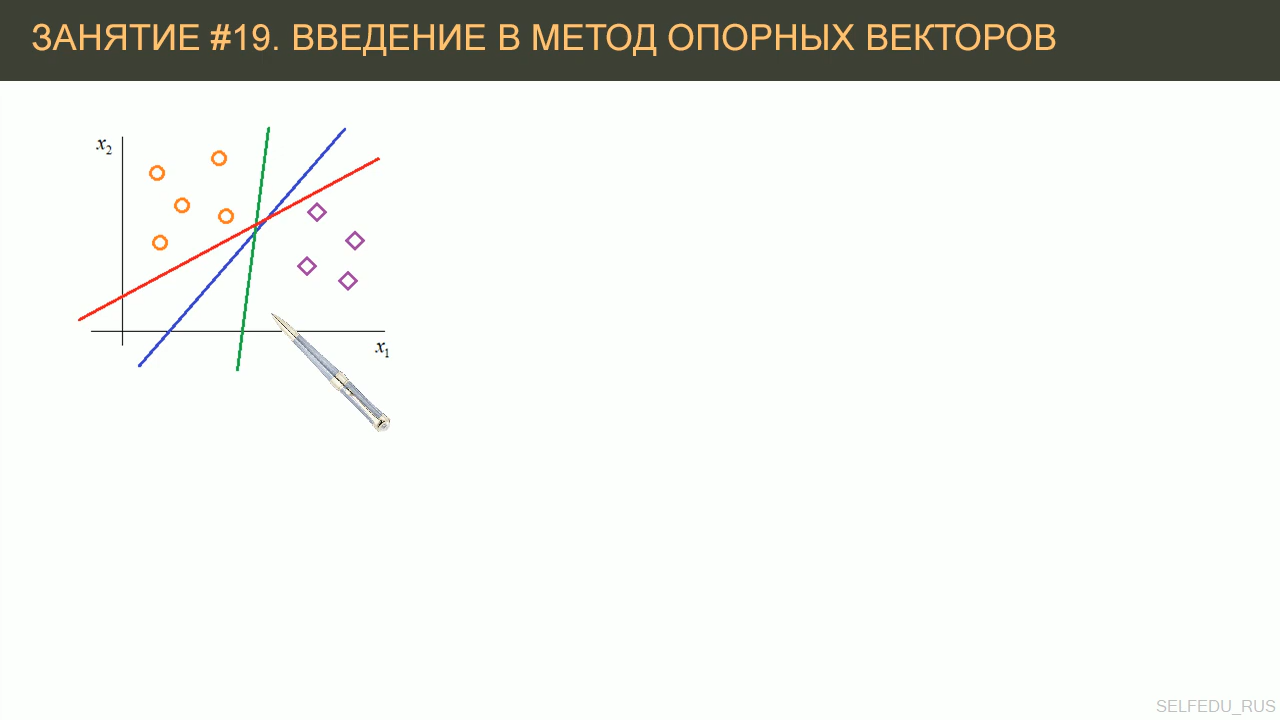 ЗАНЯТИЕ #19. ВВЕДЕНИЕ В МЕТОД ОПОРНЫХ ВЕКТОРОВ
x2
x1
SELFEDU_RUS